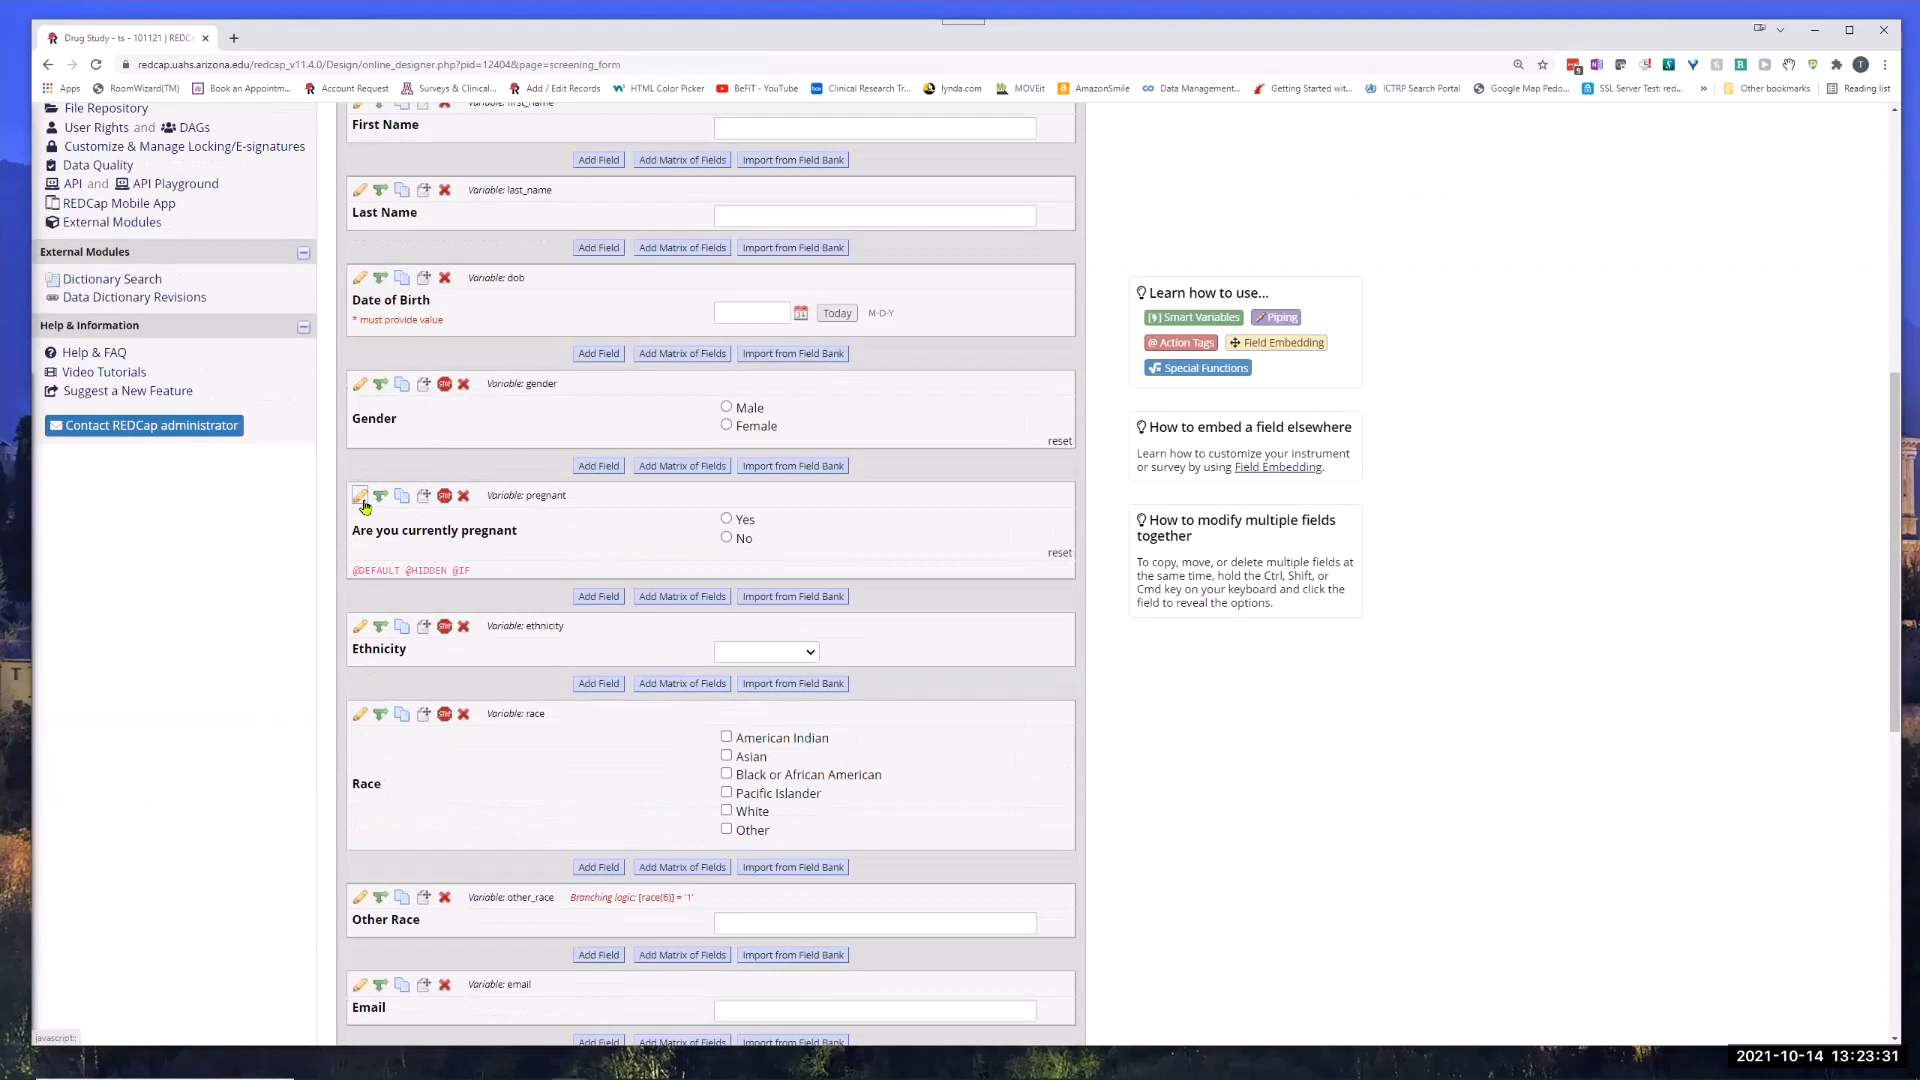 Drug Study - ts - 101121 | REDC
redcap.uahs.arizona.edu/redcap_v11.4.0/Design/online_designer.php?pid=12404&page=screening_form
Apps RoomWizard(TM) Book an Appointm... Account Request Surveys & Clinical... Add / Edit Records HTML Color Picker BeFiT - YouTube Clinical Research Tr... lynda.com MOVEit AmazonSmile Data Management... Getting Started wit... ICTRP Search Portal Google Map Pedo... SSL Server Test: red... » Other bookmarks Reading list
File Repository
User Rights and DAGs
Customize & Manage Locking/E-signatures
Data Quality
API and API Playground
REDCap Mobile App
External Modules
External Modules
Dictionary Search
Data Dictionary Revisions
Help & Information
Help & FAQ
Video Tutorials
Suggest a New Feature
Contact REDCap administrator
first_name
First Name
Add Field Add Matrix of Fields Import from Field Bank
Variable: last_name
Last Name
Add Field Add Matrix of Fields Import from Field Bank
Variable: dob
Date of Birth
* must provide value
Today M-D-Y
Add Field Add Matrix of Fields Import from Field Bank
STOP Variable: gender
Gender
Male
Female
reset
Add Field Add Matrix of Fields Import from Field Bank
STOP Variable: pregnant
Are you currently pregnant
Yes
No
reset
@DEFAULT @HIDDEN @IF
Add Field Add Matrix of Fields Import from Field Bank
STOP Variable: ethnicity
Ethnicity
Add Field Add Matrix of Fields Import from Field Bank
STOP Variable: race
Race
American Indian
Asian
Black or African American
Pacific Islander
White
Other
Add Field Add Matrix of Fields Import from Field Bank
Variable: other_race Branching logic: [race(6)] = '1'
Other Race
Add Field Add Matrix of Fields Import from Field Bank
Variable: email
Email
Add Field Add Matrix of Fields Import from Field Bank
Learn how to use...
Smart Variables Piping
@ Action Tags Field Embedding
Special Functions
How to embed a field elsewhere
Learn how to customize your instrument
or survey by using Field Embedding.
How to modify multiple fields
together
To copy, move, or delete multiple fields at
the same time, hold the Ctrl, Shift, or
Cmd key on your keyboard and click the
field to reveal the options.
javascript:;
2021-10-14 13:23:31